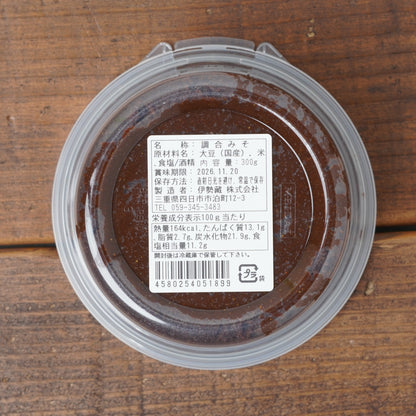 名　　称：調合みそ
原材料名：大豆（国産）、米
、食塩/酒精 内 容 量：300g
賞味期限：2026.11.20
保存方法：直射日光を避け、常温で保存
製 造 者：伊勢蔵 株式会社
三重県四日市市泊町12-3
TEL 059-345-3483
栄養成分表示100g当たり
熱量164kcal、たんぱく質13.1g
、脂質2.7g、炭水化物21.9g、食
塩相当量11.2g
開封後は冷蔵庫で保管して下さい。
プラ 袋
4580254051899